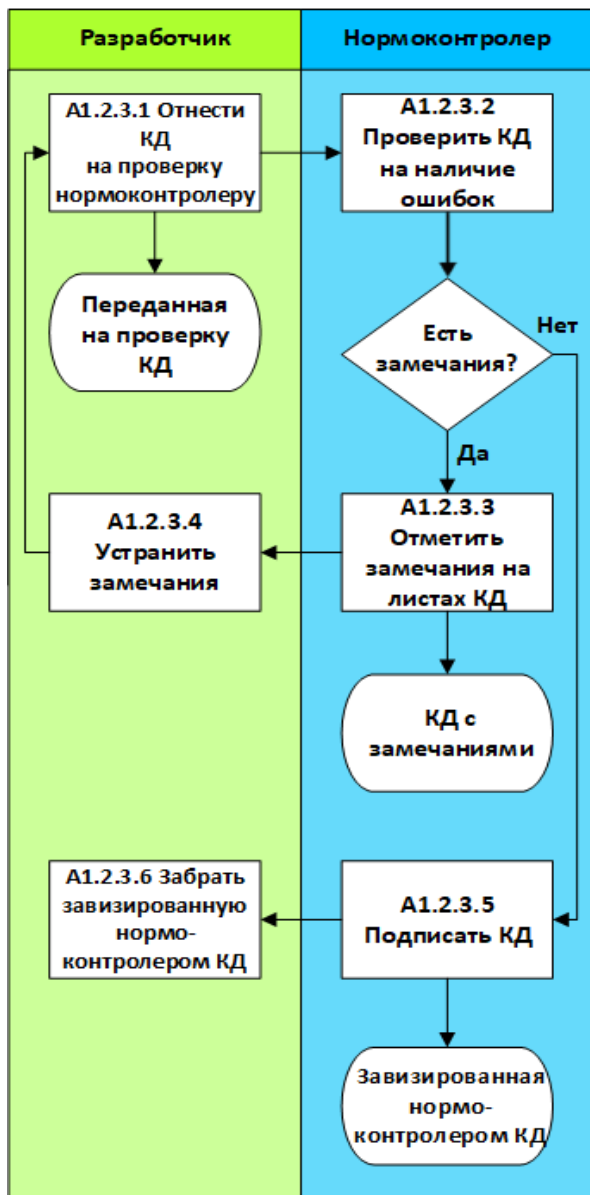 Разработчик
Нормоконтролер
А1.2.3.1 Отнести
КД
на проверку
нормоконтролеру
А1.2.3.2
Проверить КД
на наличие
ошибок
Переданная
на проверку
КД
Есть
замечания?
Нет
Да
А1.2.3.4
Устранить
замечания
А1.2.3.3
Отметить
замечания на
листах КД
КД с
замечаниями
А1.2.3.6 Забрать
завизированную
нормо-
контролером КД
А1.2.3.5
Подписать КД
Завизированная
нормо-
контролером КД